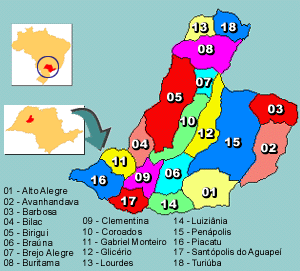 13
18
08
07
05
03
10
12
04
15
02
11
16
09
06
01
17
14
01 - Alto Alegre
02 - Avanhandava
03 - Barbosa
04 - Bilac
05 - Birigui
06 - Braúna
07 - Brejo Alegre
08 - Buritama
09 - Clementina
10 - Coroados
11 - Gabriel Monteiro
12 - Glicério
13 - Lourdes
14 - Luiziânia
15 - Penápolis
16 - Piacatu
17 - Santópolis do Aguapeí
18 - Turiúba